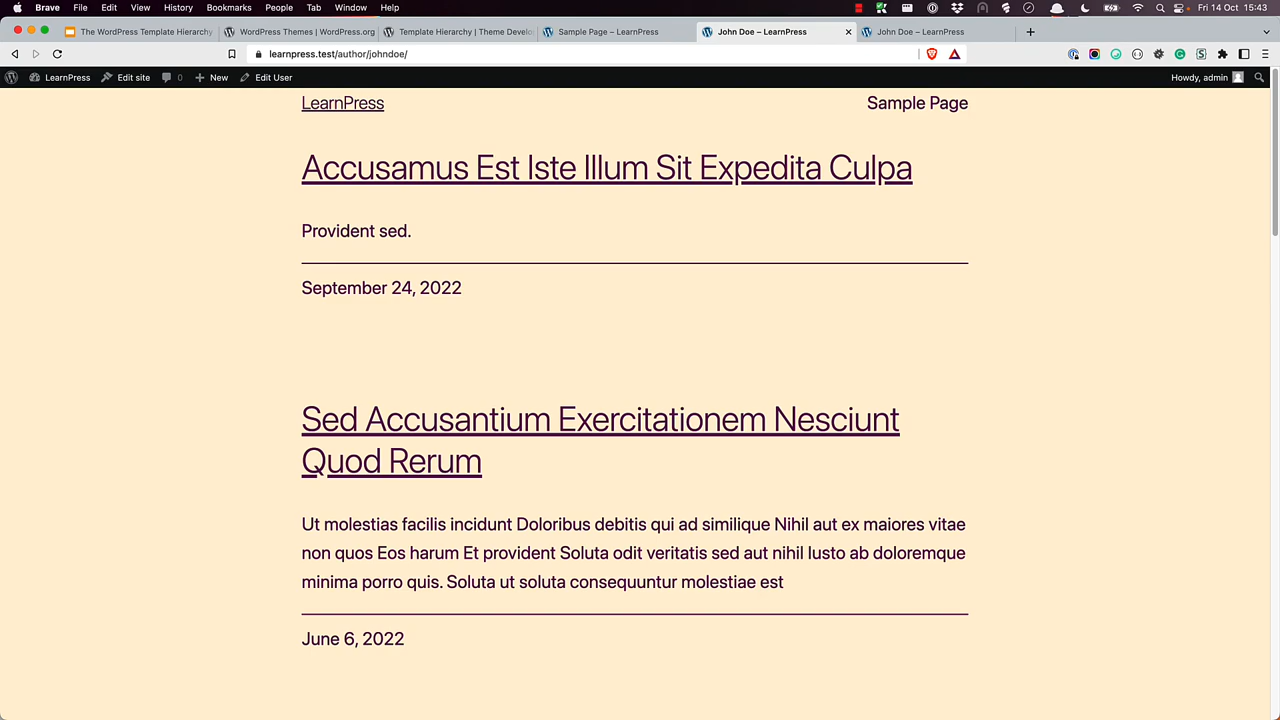 Brave File Edit View History Bookmarks People Tab Window Help Fri 14 Oct 15:43
The WordPress Template Hierarchy WordPress Themes | WordPress.org Template Hierarchy | Theme Develo Sample Page – LearnPress John Doe – LearnPress John Doe – LearnPress
learnpress.test/author/johndoe/
LearnPress Edit site 0 New Edit User Howdy, admin
LearnPress Sample Page
Accusamus Est Iste Illum Sit Expedita Culpa
Provident sed.
September 24, 2022
Sed Accusantium Exercitationem Nesciunt
Quod Rerum
Ut molestias facilis incidunt Doloribus debitis qui ad similique Nihil aut ex maiores vitae
non quos Eos harum Et provident Soluta odit veritatis sed aut nihil Iusto ab doloremque
minima porro quis. Soluta ut soluta consequuntur molestiae est
June 6, 2022